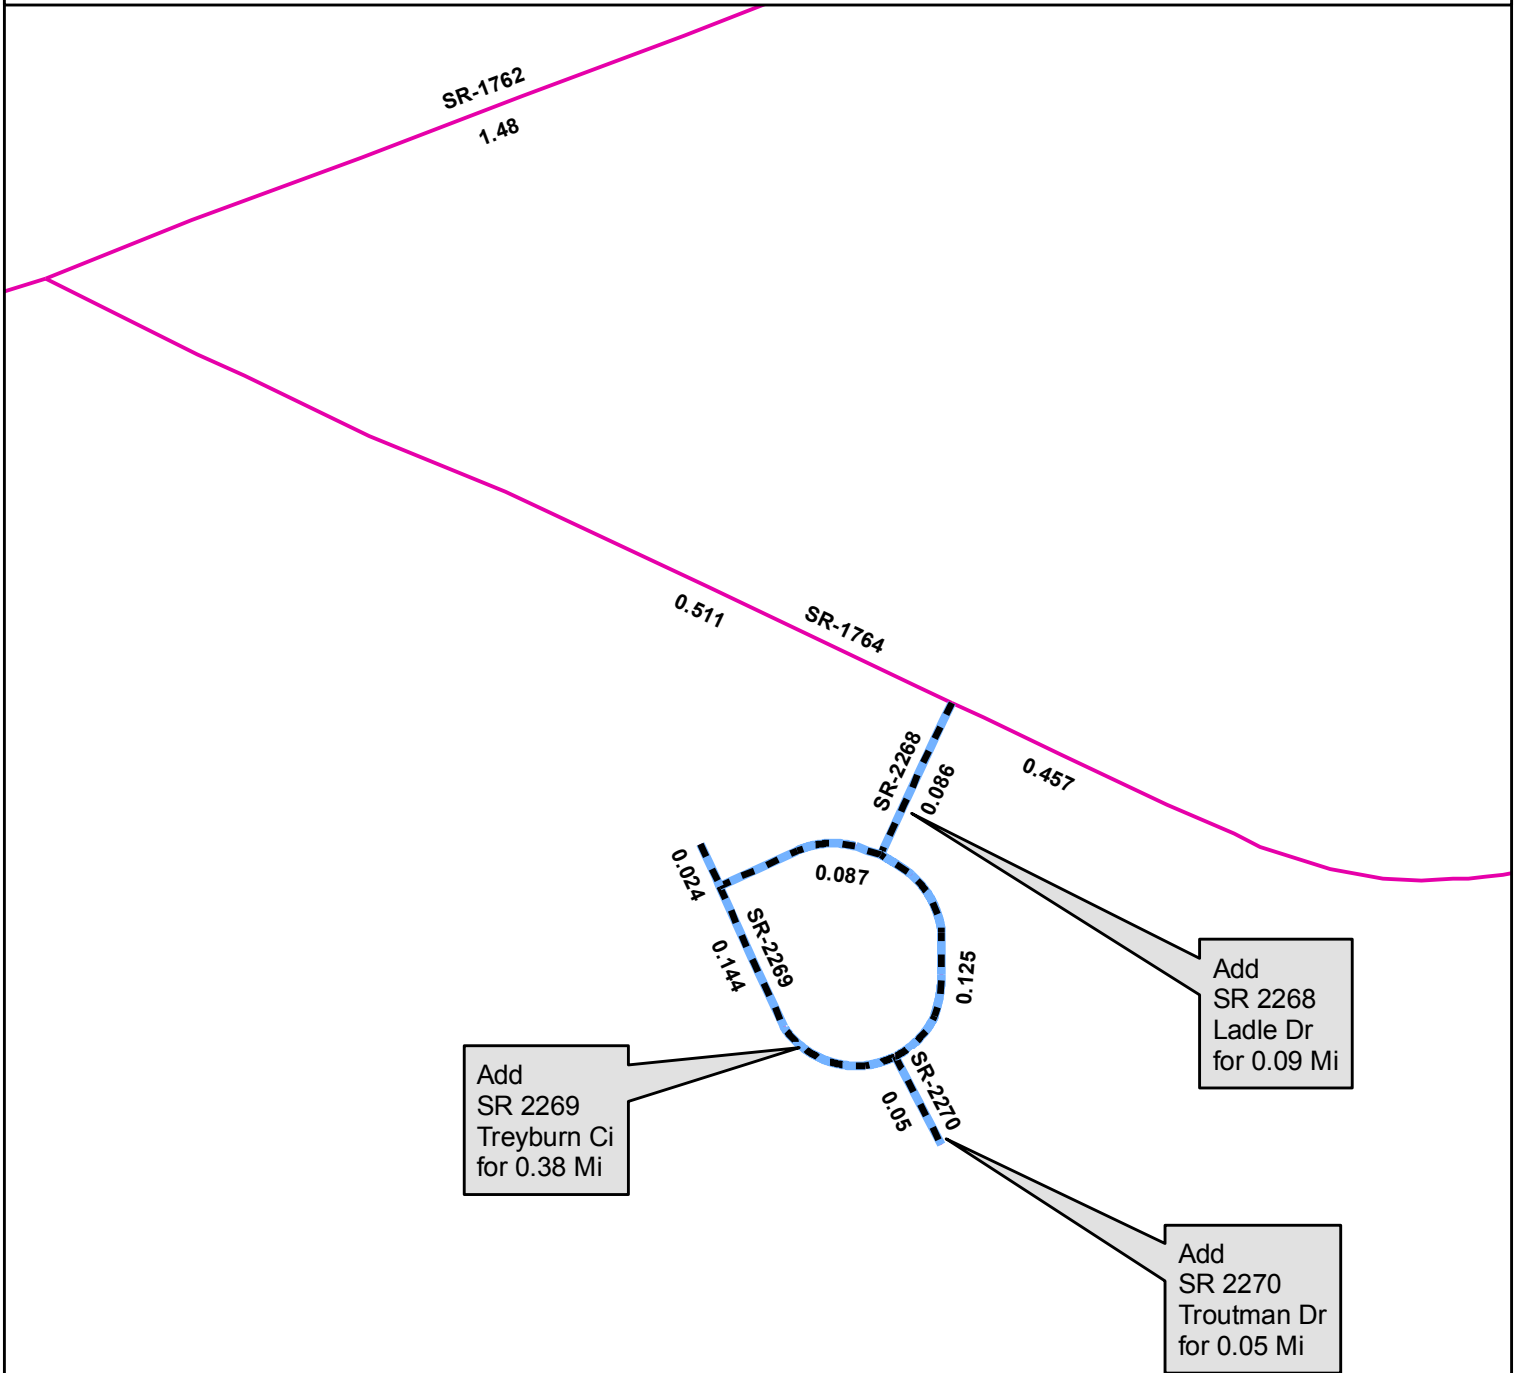 SR-1762
1.48
0.511
SR-1764
SR-2268
0.086
0.457
0.024
0.087
SR-2269
0.144
0.125
SR-2270
0.05
Add
SR 2268
Ladle Dr
for 0.09 Mi
Add
SR 2269
Treyburn Ci
for 0.38 Mi
Add
SR 2270
Troutman Dr
for 0.05 Mi